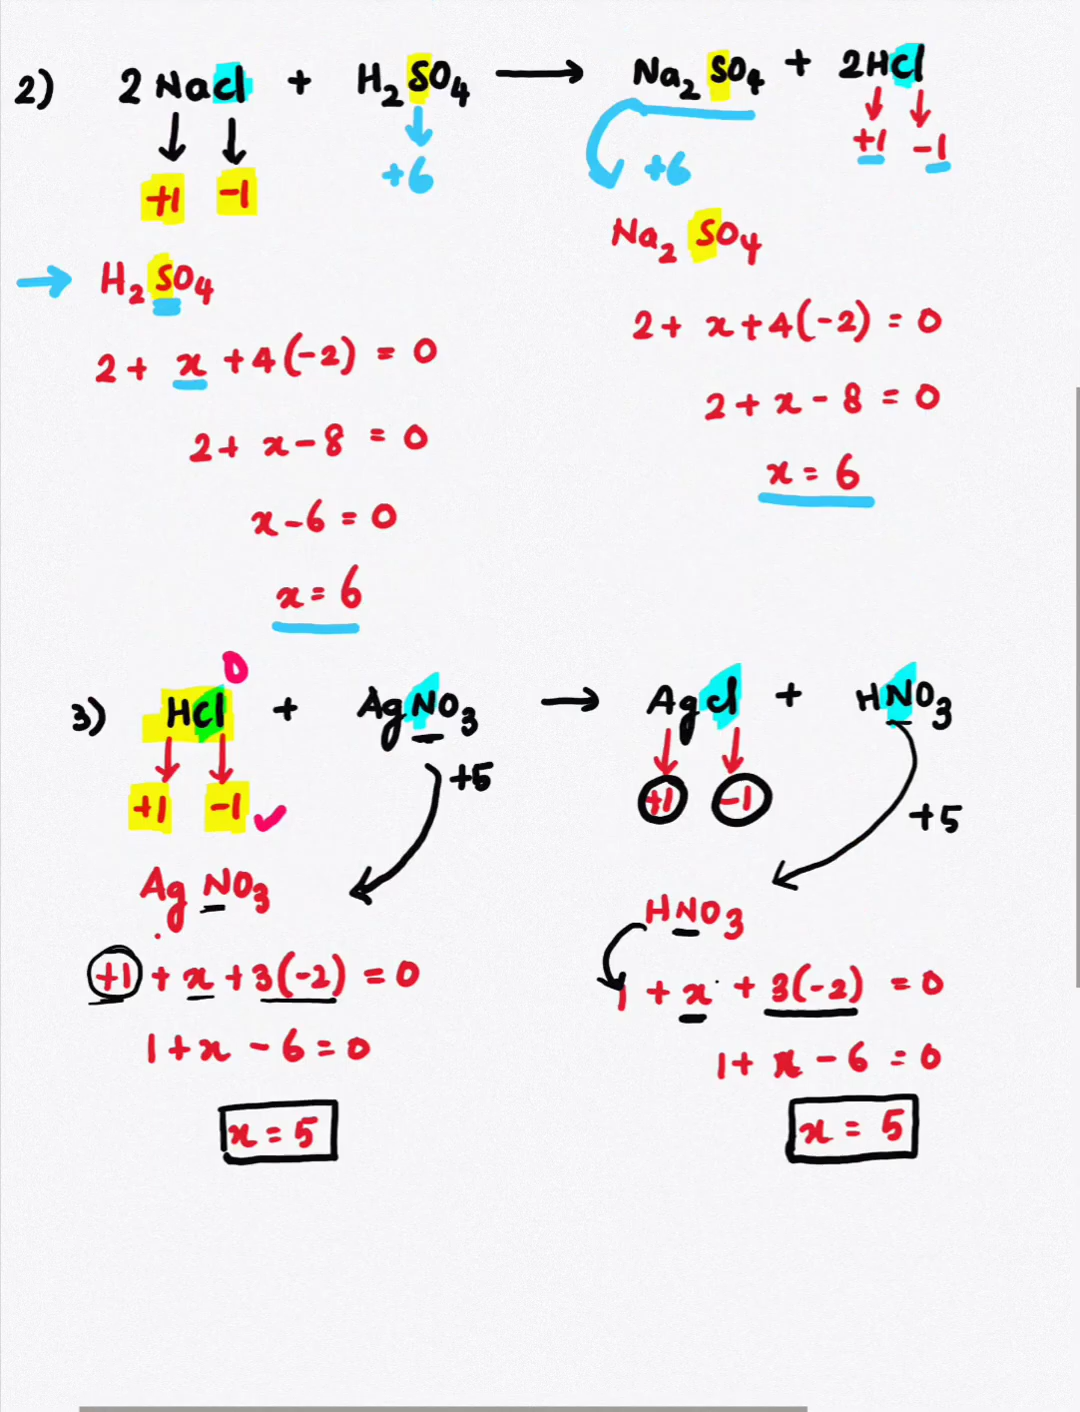 2) 2NaCl + H2SO4 → Na2SO4 + 2HCl
+1 -1 +6 +6 +1 -1
Na2SO4
→ H2SO4
2 + x + 4(-2) = 0
2 + x + 4(-2) = 0
2 + x - 8 = 0
2 + x - 8 = 0
x = 6
x - 6 = 0
x = 6
0
3) HCl + AgNO3 → AgCl + HNO3
+1 -1 +5 +1 -1 +5
AgNO3
HNO3
+1 + x + 3(-2) = 0
1 + x + 3(-2) = 0
1 + x - 6 = 0
1 + x - 6 = 0
x = 5
x = 5